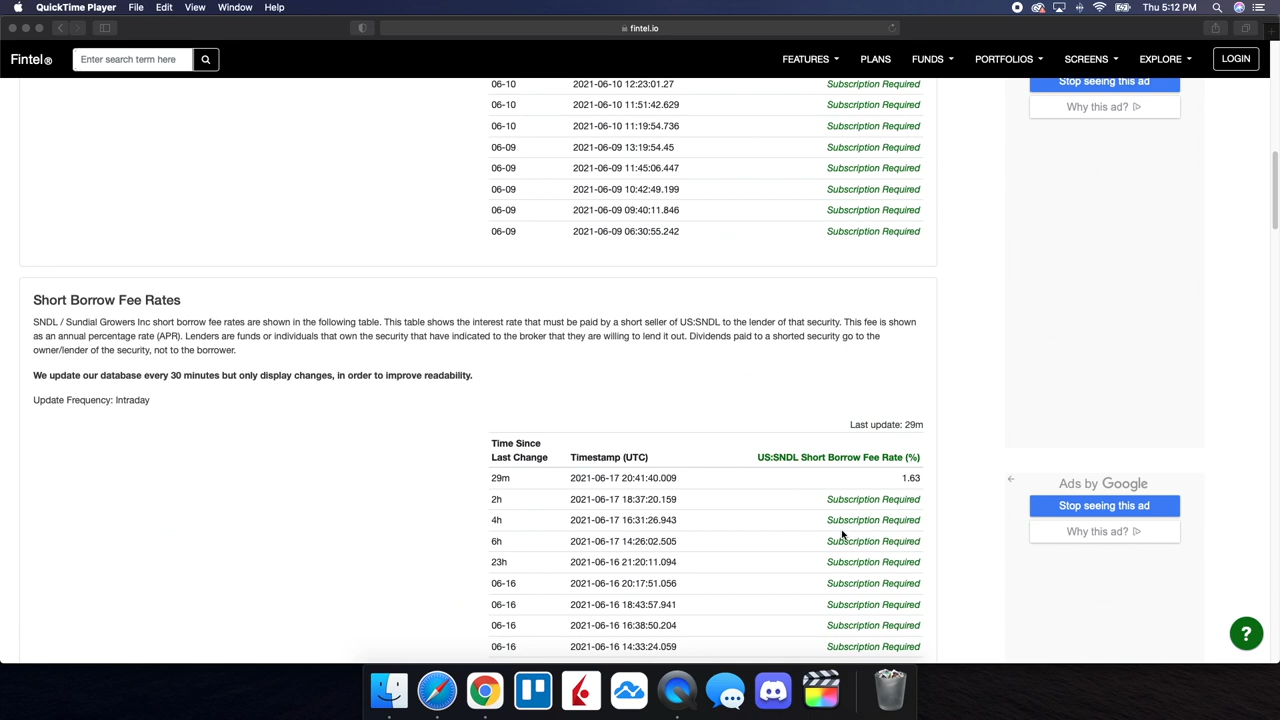 QuickTime Player File Edit View Window Help Thu 5:12 PM
fintel.io
Fintel® Enter search term here FEATURES PLANS FUNDS PORTFOLIOS SCREENS EXPLORE LOGIN
06-10 2021-06-10 12:23:01.27 Subscription Required
06-10 2021-06-10 11:51:42.629 Subscription Required
06-10 2021-06-10 11:19:54.736 Subscription Required
06-09 2021-06-09 13:19:54.45 Subscription Required
06-09 2021-06-09 11:45:06.447 Subscription Required
06-09 2021-06-09 10:42:49.199 Subscription Required
06-09 2021-06-09 09:40:11.846 Subscription Required
06-09 2021-06-09 06:30:55.242 Subscription Required
Stop seeing this ad
Why this ad?
Short Borrow Fee Rates
SNDL / Sundial Growers Inc short borrow fee rates are shown in the following table. This table shows the interest rate that must be paid by a short seller of US:SNDL to the lender of that security. This fee is shown
as an annual percentage rate (APR). Lenders are funds or individuals that own the security that have indicated to the broker that they are willing to lend it out. Dividends paid to a shorted security go to the
owner/lender of the security, not to the borrower.
We update our database every 30 minutes but only display changes, in order to improve readability.
Update Frequency: Intraday
Last update: 29m
Time Since
Last Change Timestamp (UTC) US:SNDL Short Borrow Fee Rate (%)
29m 2021-06-17 20:41:40.009 1.63
2h 2021-06-17 18:37:20.159 Subscription Required
4h 2021-06-17 16:31:26.943 Subscription Required
6h 2021-06-17 14:26:02.505 Subscription Required
23h 2021-06-16 21:20:11.094 Subscription Required
06-16 2021-06-16 20:17:51.056 Subscription Required
06-16 2021-06-16 18:43:57.941 Subscription Required
06-16 2021-06-16 16:38:50.204 Subscription Required
06-16 2021-06-16 14:33:24.059 Subscription Required
Ads by Google
Stop seeing this ad
Why this ad?
?